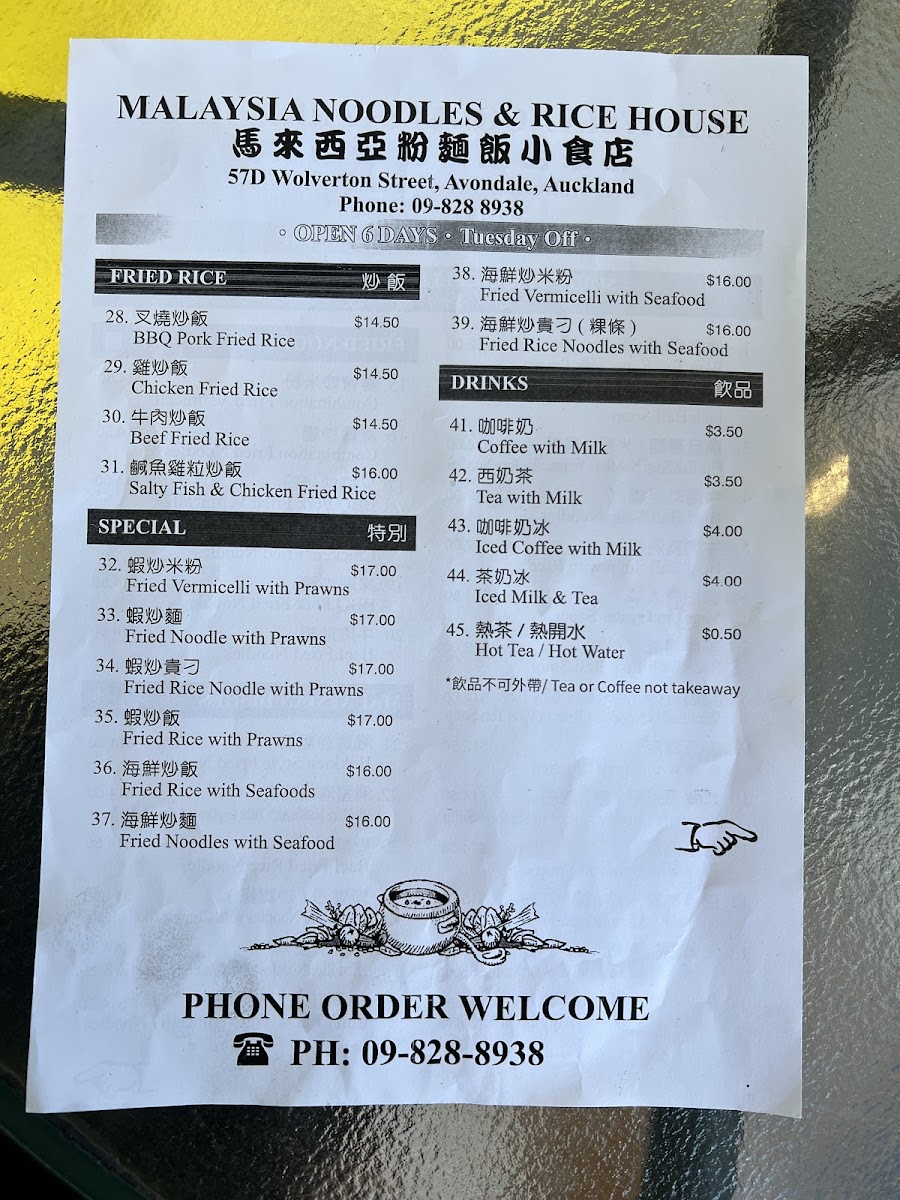 MALAYSIA NOODLES & RICE HOUSE
馬來西亞粉麵飯小食店
57D Wolverton Street, Avondale, Auckland
Phone: 09-828 8938
• OPEN 6 DAYS • Tuesday Off •
FRIED RICE 炒飯
28. 叉燒炒飯 $14.50
BBQ Pork Fried Rice
29. 雞炒飯 $14.50
Chicken Fried Rice
30. 牛肉炒飯 $14.50
Beef Fried Rice
31. 鹹魚雞粒炒飯 $16.00
Salty Fish & Chicken Fried Rice
SPECIAL 特別
32. 蝦炒米粉 $17.00
Fried Vermicelli with Prawns
33. 蝦炒麵 $17.00
Fried Noodle with Prawns
34. 蝦炒貴刁 $17.00
Fried Rice Noodle with Prawns
35. 蝦炒飯 $17.00
Fried Rice with Prawns
36. 海鮮炒飯 $16.00
Fried Rice with Seafoods
37. 海鮮炒麵 $16.00
Fried Noodles with Seafood
38. 海鮮炒米粉 $16.00
Fried Vermicelli with Seafood
39. 海鮮炒貴刁 ( 粿條 ) $16.00
Fried Rice Noodles with Seafood
DRINKS 飲品
41. 咖啡奶 $3.50
Coffee with Milk
42. 西奶茶 $3.50
Tea with Milk
43. 咖啡奶冰 $4.00
Iced Coffee with Milk
44. 茶奶冰 $4.00
Iced Milk & Tea
45. 熱茶 / 熱開水 $0.50
Hot Tea / Hot Water
*飲品不可外帶/ Tea or Coffee not takeaway
PHONE ORDER WELCOME
☎ PH: 09-828-8938